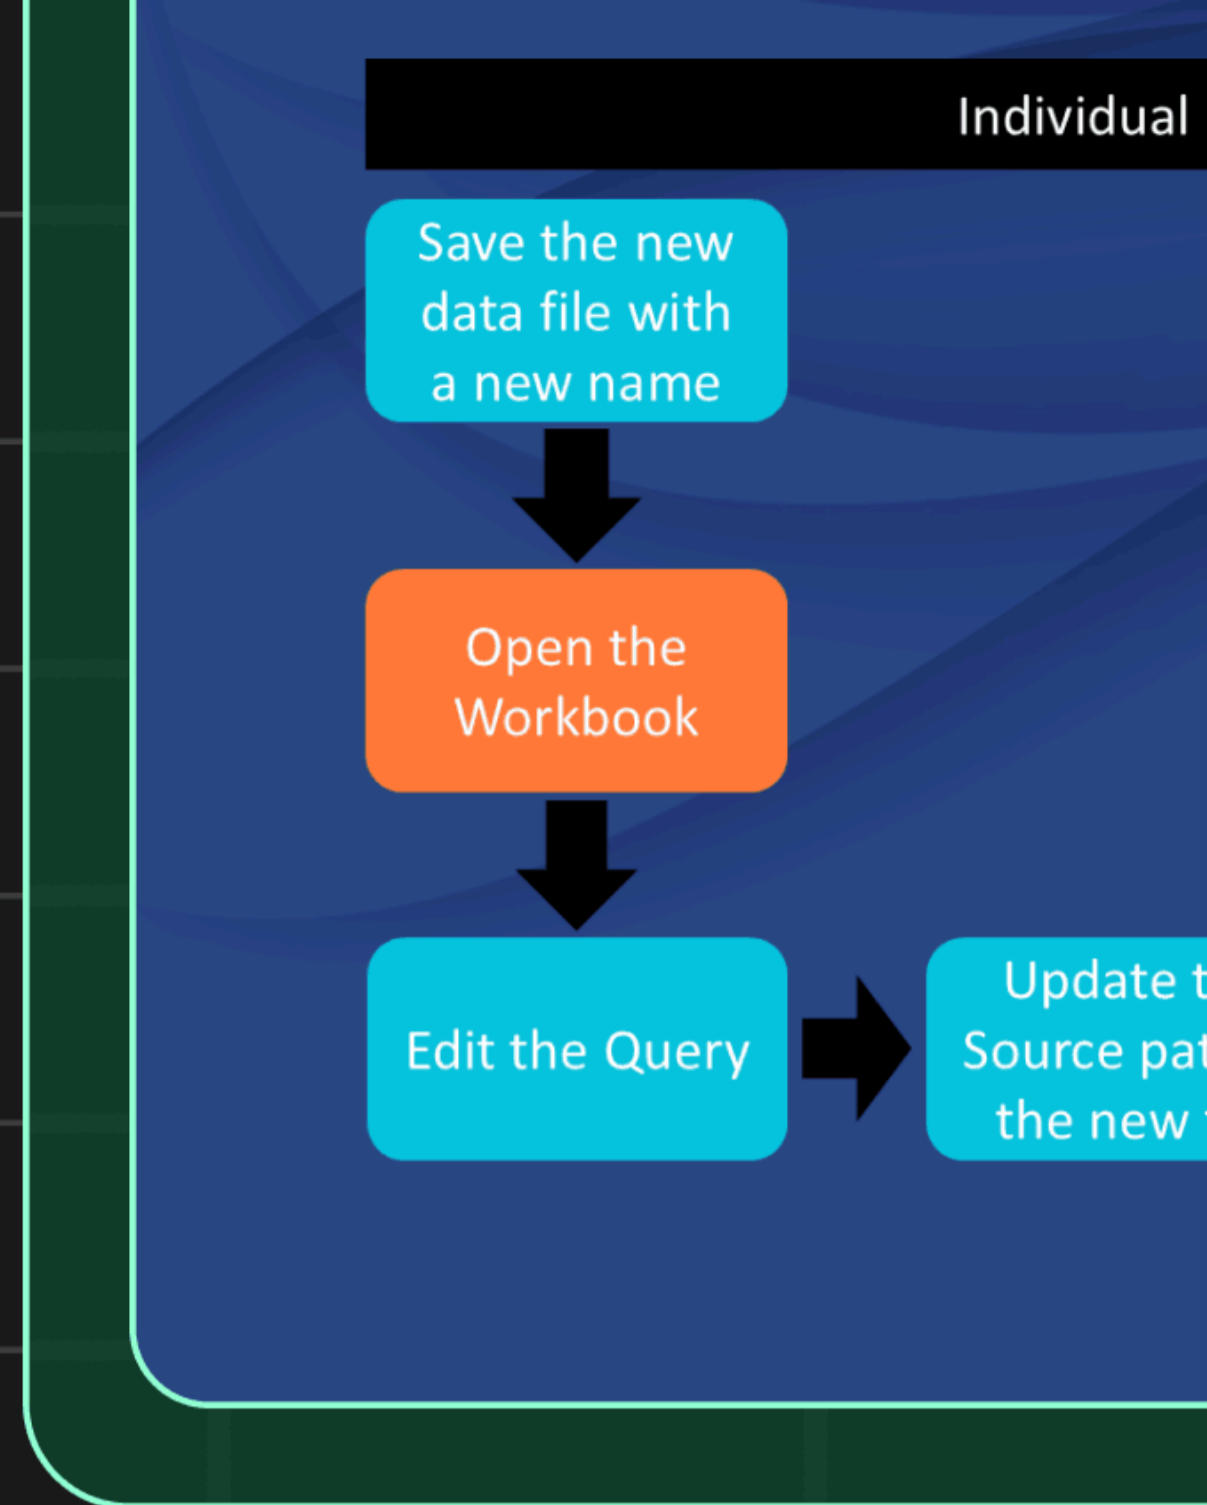 Individual
Save the new
data file with
a new name
Open the
Workbook
Edit the Query
Update
Source
the new